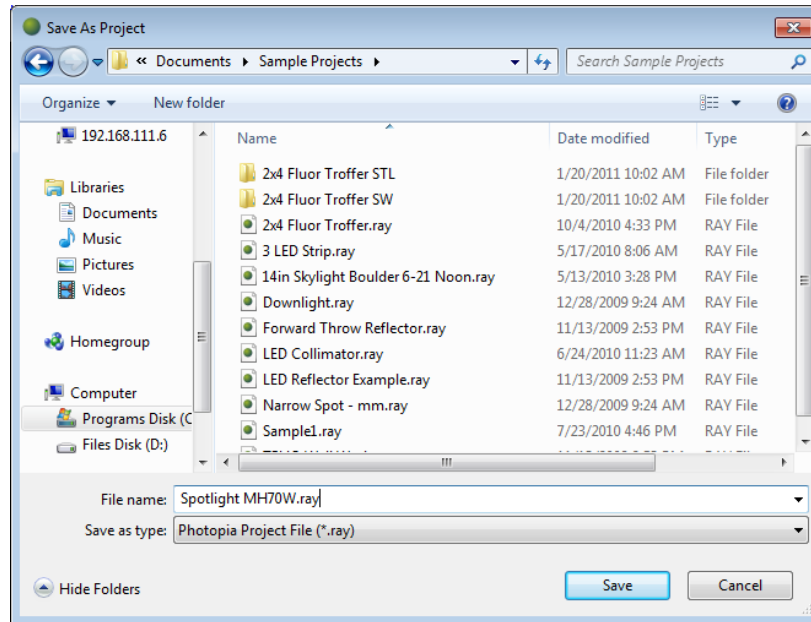 Save As Project
« Documents ▸ Sample Projects ▸ Search Sample Projects
Organize ▾ New folder
192.168.111.6 Name Date modified Type
2x4 Fluor Troffer STL 1/20/2011 10:02 AM File folder
Libraries 2x4 Fluor Troffer SW 1/20/2011 10:02 AM File folder
Documents 2x4 Fluor Troffer.ray 10/4/2010 4:33 PM RAY File
Music 3 LED Strip.ray 5/17/2010 8:06 AM RAY File
Pictures 14in Skylight Boulder 6-21 Noon.ray 5/13/2010 3:28 PM RAY File
Videos Downlight.ray 12/28/2009 9:24 AM RAY File
Forward Throw Reflector.ray 11/13/2009 2:53 PM RAY File
Homegroup LED Collimator.ray 6/24/2010 11:23 AM RAY File
LED Reflector Example.ray 11/13/2009 2:53 PM RAY File
Computer Narrow Spot - mm.ray 12/28/2009 9:24 AM RAY File
Programs Disk (C Sample1.ray 7/23/2010 4:46 PM RAY File
Files Disk (D:)
File name: Spotlight MH70W.ray
Save as type: Photopia Project File (*.ray)
Hide Folders Save Cancel